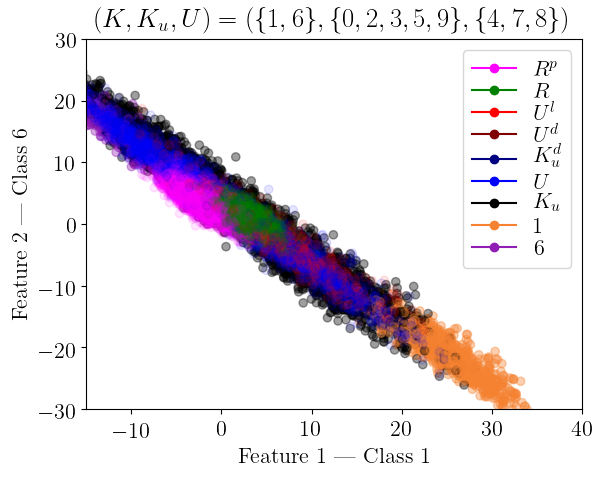 (K, K_u, U) = ({1, 6}, {0, 2, 3, 5, 9}, {4, 7, 8})
30
20
10
0
−10
−20
−30
Feature 2 — Class 6
R^p
R
U^l
U^d
K_u^d
U
K_u
1
6
−10
0
10
20
30
40
Feature 1 — Class 1